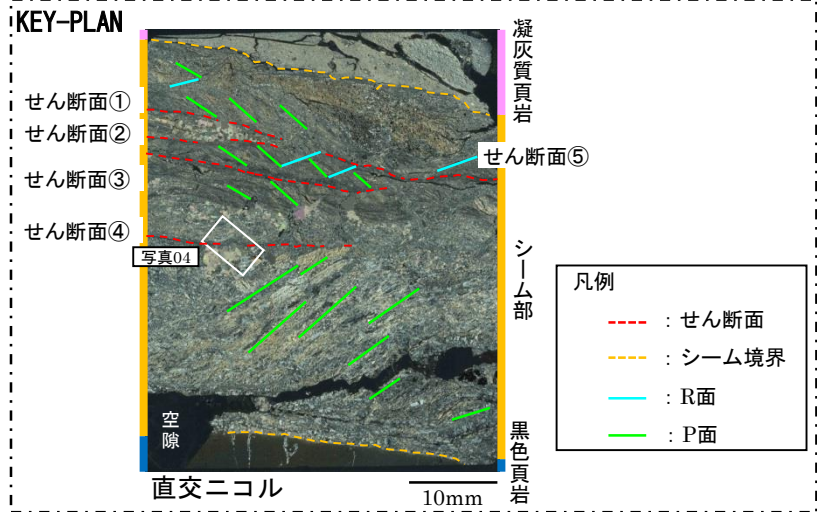 KEY-PLAN
凝灰質頁岩
せん断面①
せん断面②
せん断面⑤
せん断面③
せん断面④
写真04
シーム部
凡例
：せん断面
：シーム境界
：R面
：P面
空隙
黒色頁岩
直交ニコル
10mm